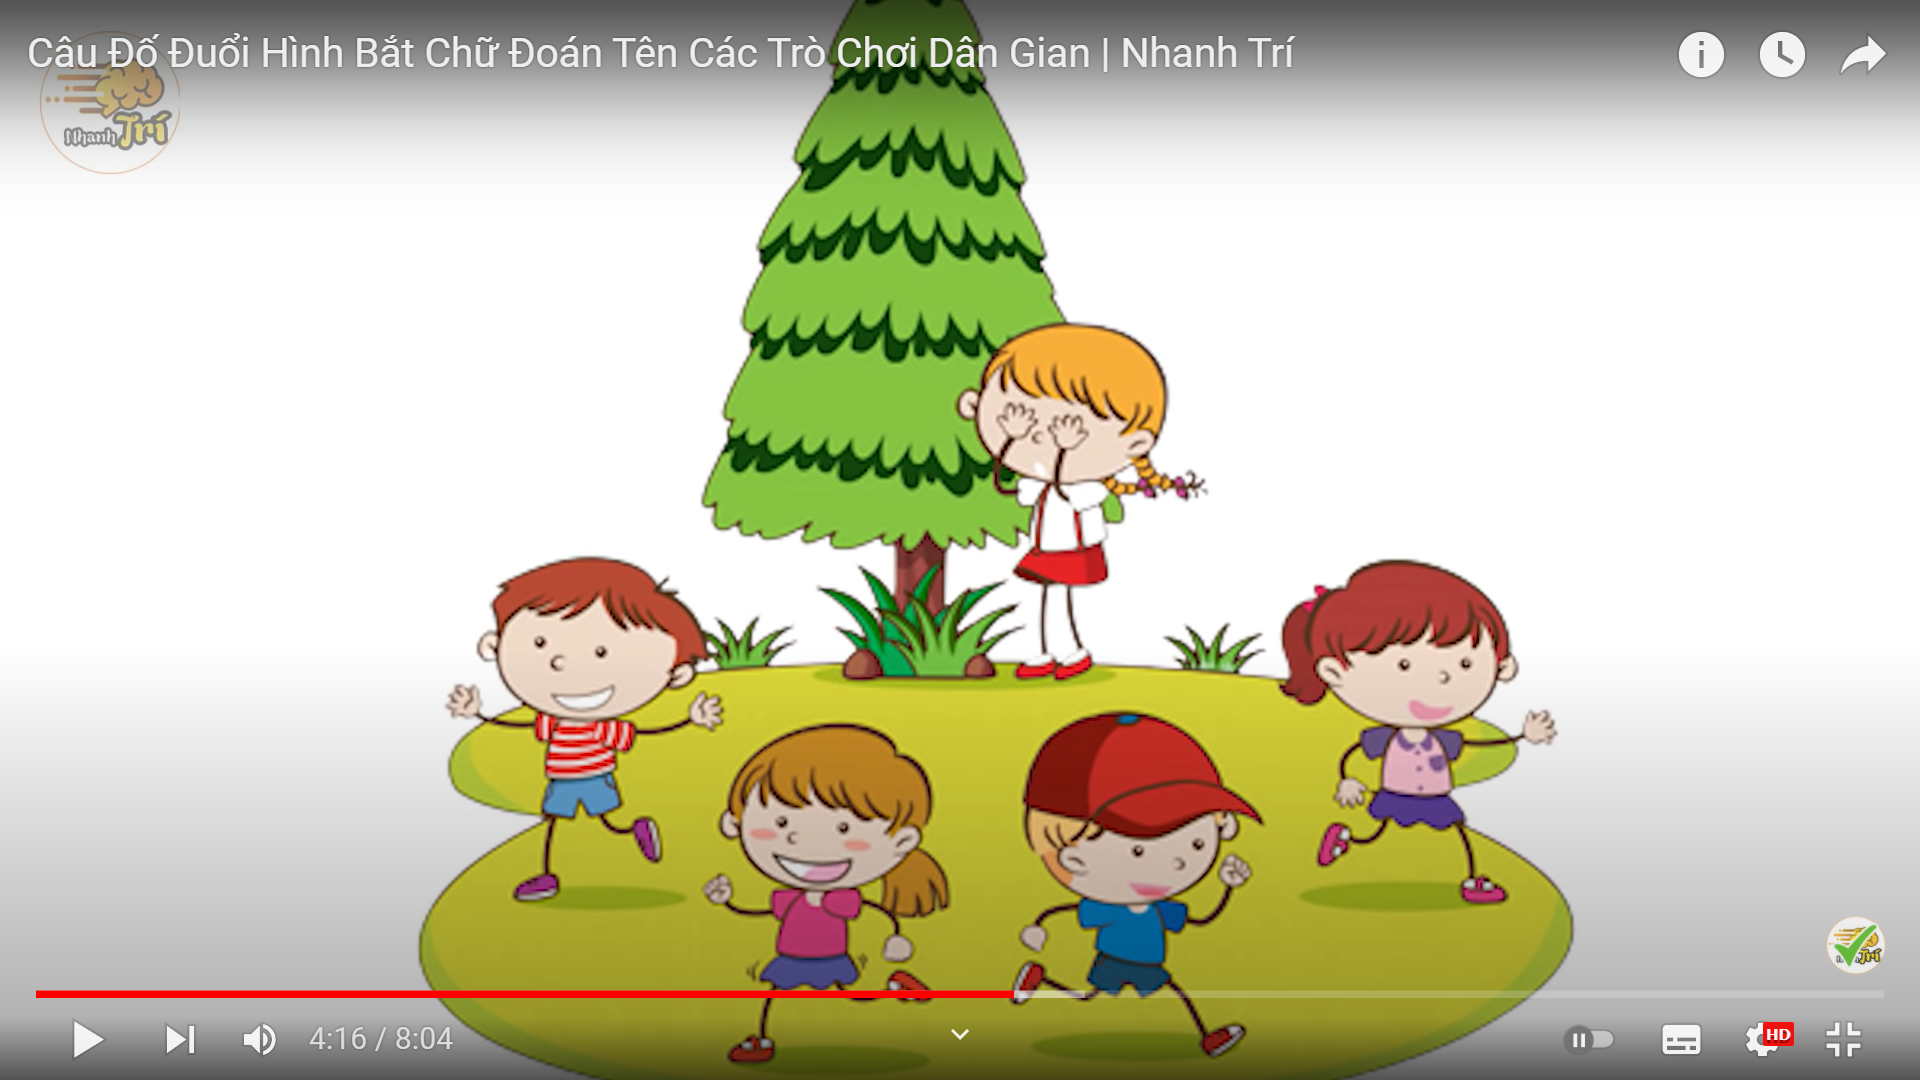 Câu Đố Đuổi Hình Bắt Chữ Đoán Tên Các Trò Chơi Dân Gian | Nhanh Trí
Nhanh Trí
Trí
4:16 / 8:04
HD